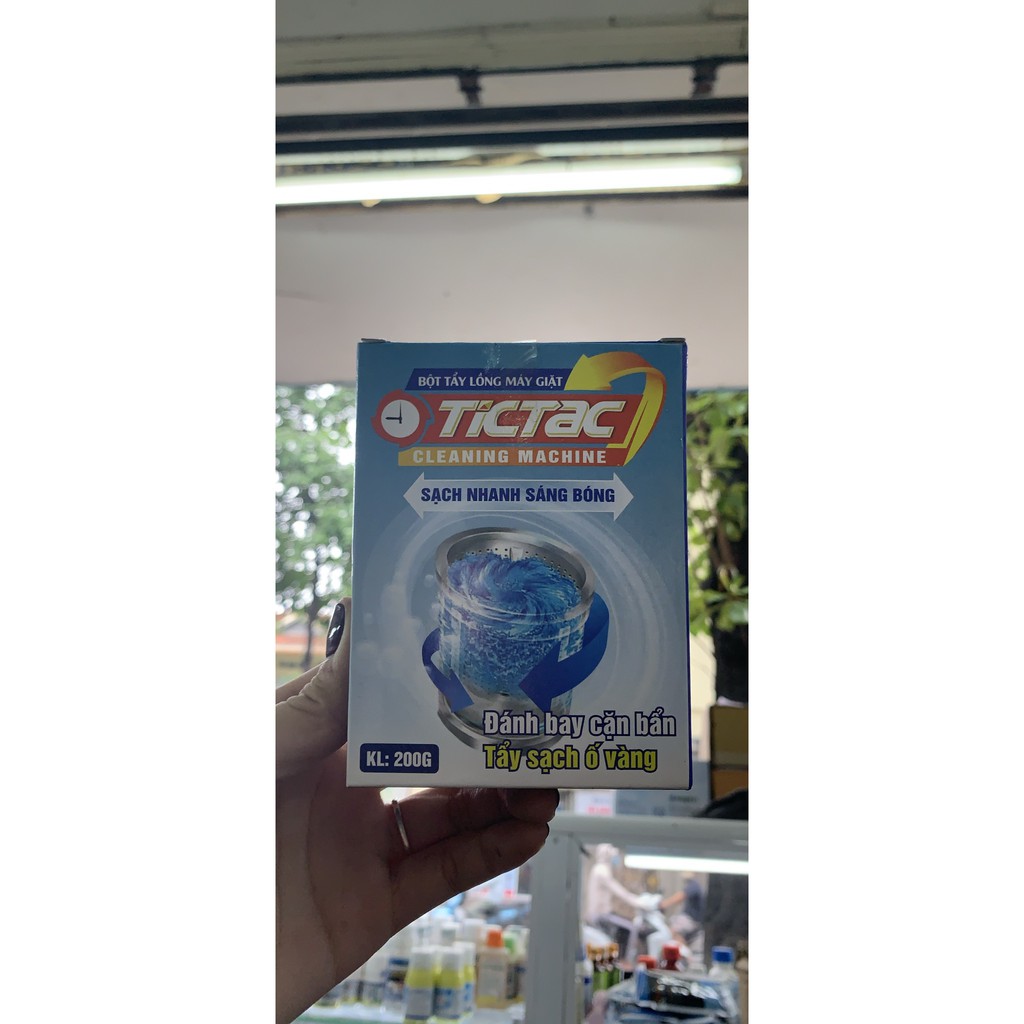 BỘT TẨY LỒNG MÁY GIẶT
TíCTaC
CLEANING MACHINE
SẠCH NHANH SÁNG BÓNG
Đánh bay cặn bẩn
Tẩy sạch ố vàng
KL: 200G